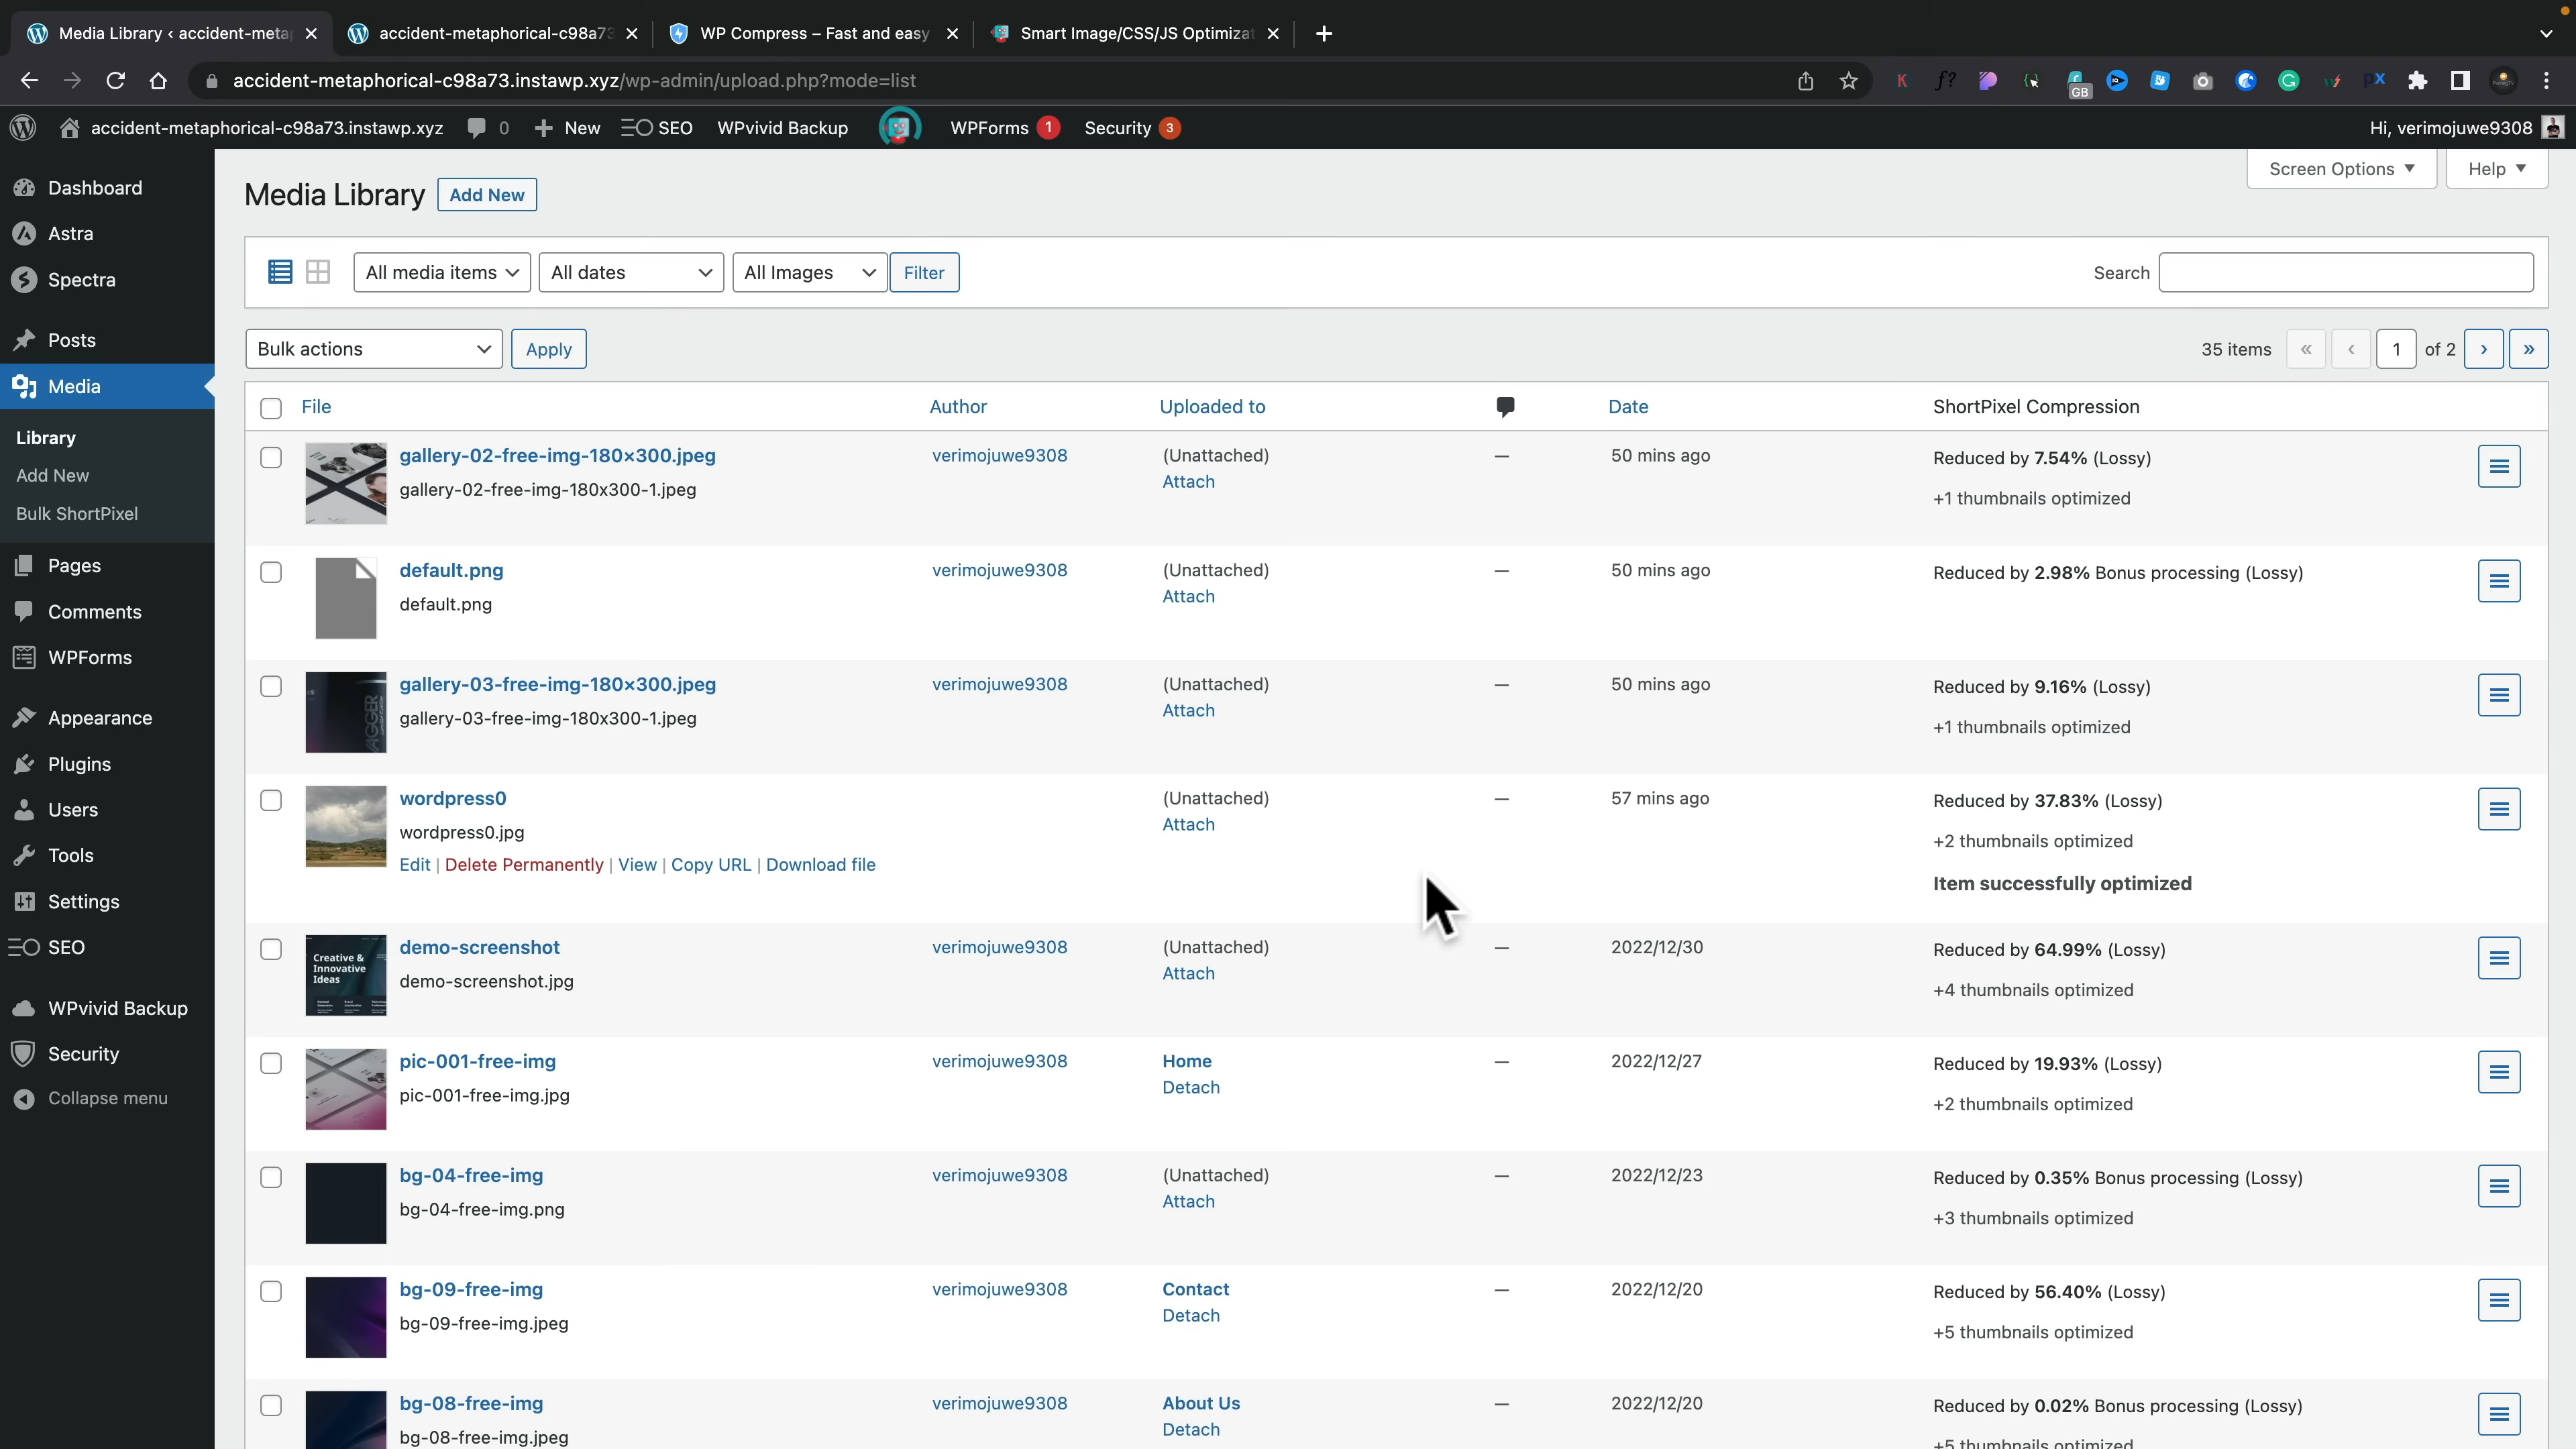 Media Library ‹ accident-meta
accident-metaphorical-c98a73
WP Compress – Fast and easy
Smart Image/CSS/JS Optimizat
accident-metaphorical-c98a73.instawp.xyz/wp-admin/upload.php?mode=list
GB
accident-metaphorical-c98a73.instawp.xyz
0
New
SEO
WPvivid Backup
WPForms 1
Security 3
Hi, verimojuwe9308
Dashboard
Astra
Spectra
Posts
Media
Library
Add New
Bulk ShortPixel
Pages
Comments
WPForms
Appearance
Plugins
Users
Tools
Settings
SEO
WPvivid Backup
Security
Collapse menu
Screen Options
Help
Media Library
Add New
All media items
All dates
All Images
Filter
Search
Bulk actions
Apply
35 items « ‹ 1 of 2 › »
File Author Uploaded to Date ShortPixel Compression
gallery-02-free-img-180×300.jpeg verimojuwe9308 (Unattached) — 50 mins ago Reduced by 7.54% (Lossy)
gallery-02-free-img-180x300-1.jpeg Attach +1 thumbnails optimized
default.png verimojuwe9308 (Unattached) — 50 mins ago Reduced by 2.98% Bonus processing (Lossy)
default.png Attach
gallery-03-free-img-180×300.jpeg verimojuwe9308 (Unattached) — 50 mins ago Reduced by 9.16% (Lossy)
AGGER
gallery-03-free-img-180x300-1.jpeg Attach +1 thumbnails optimized
wordpress0 (Unattached) — 57 mins ago Reduced by 37.83% (Lossy)
wordpress0.jpg Attach +2 thumbnails optimized
Edit | Delete Permanently | View | Copy URL | Download file
Item successfully optimized
demo-screenshot verimojuwe9308 (Unattached) — 2022/12/30 Reduced by 64.99% (Lossy)
Creative &
Innovative
Ideas
demo-screenshot.jpg Attach +4 thumbnails optimized
pic-001-free-img verimojuwe9308 Home — 2022/12/27 Reduced by 19.93% (Lossy)
pic-001-free-img.jpg Detach +2 thumbnails optimized
bg-04-free-img verimojuwe9308 (Unattached) — 2022/12/23 Reduced by 0.35% Bonus processing (Lossy)
bg-04-free-img.png Attach +3 thumbnails optimized
bg-09-free-img verimojuwe9308 Contact — 2022/12/20 Reduced by 56.40% (Lossy)
bg-09-free-img.jpeg Detach +5 thumbnails optimized
bg-08-free-img verimojuwe9308 About Us — 2022/12/20 Reduced by 0.02% Bonus processing (Lossy)
bg-08-free-img.jpeg Detach +5 thumbnails optimized